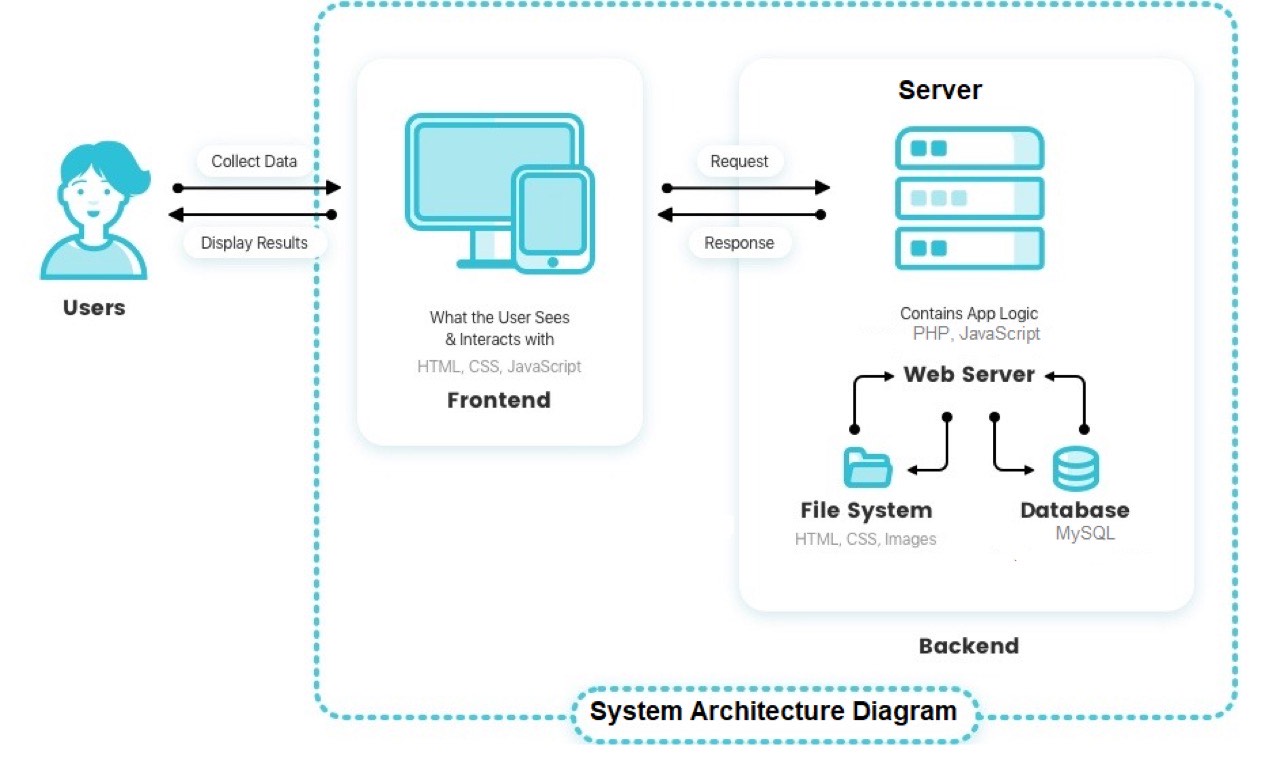 Users
Collect Data
Display Results
What the User Sees
& Interacts with
HTML, CSS, JavaScript
Frontend
Request
Response
Server
Contains App Logic
PHP, JavaScript
Web Server
File System
HTML, CSS, Images
Database
MySQL
Backend
System Architecture Diagram